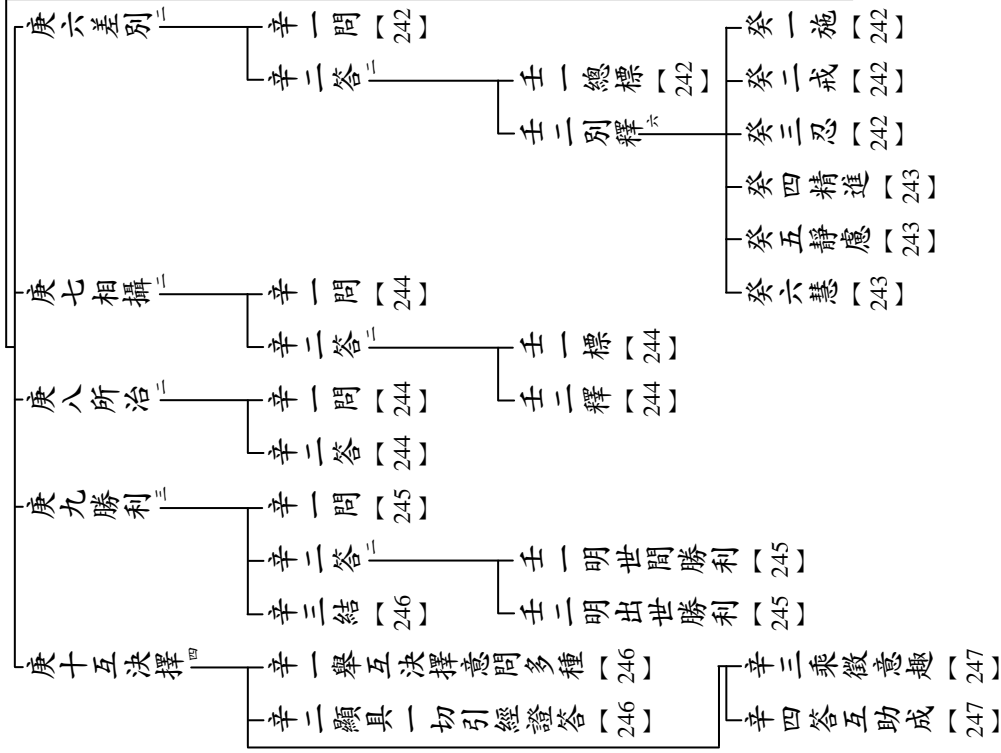 庚六差別二
辛一問【242】
辛二答二
壬一總標【242】
壬二別釋六
癸一施【242】
癸二戒【242】
癸三忍【242】
癸四精進【243】
癸五靜慮【243】
癸六慧【243】
庚七相攝二
辛一問【244】
辛二答二
壬一標【244】
壬二釋【244】
庚八所治二
辛一問【244】
辛二答【244】
庚九勝利三
辛一問【245】
辛二答二
壬一明世間勝利【245】
壬二明出世勝利【245】
辛三結【246】
庚十互決擇四
辛一舉互決擇意問多種【246】
辛二顯具一切引經證答【246】
辛三乘徵意趣【247】
辛四答互助成【247】